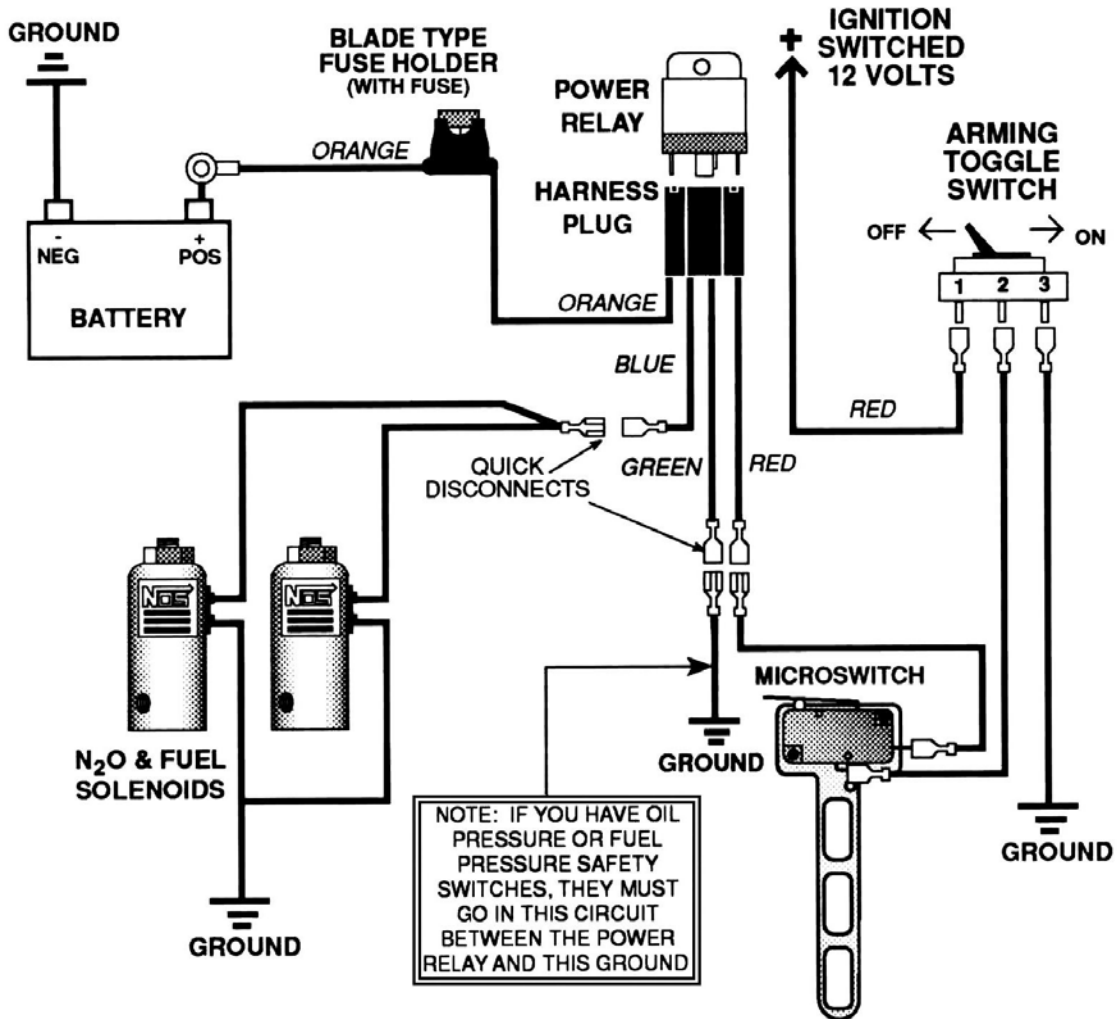 GROUND
BLADE TYPE
FUSE HOLDER
(WITH FUSE)
ORANGE
POWER
RELAY
HARNESS
PLUG
+
IGNITION
SWITCHED
12 VOLTS
ARMING
TOGGLE
SWITCH
OFF
ON
1 2 3
-
NEG
+
POS
BATTERY
ORANGE
BLUE
RED
QUICK
DISCONNECTS
GREEN
RED
NOS
NOS
N₂O & FUEL
SOLENOIDS
GROUND
MICROSWITCH
GROUND
GROUND
NOTE: IF YOU HAVE OIL
PRESSURE OR FUEL
PRESSURE SAFETY
SWITCHES, THEY MUST
GO IN THIS CIRCUIT
BETWEEN THE POWER
RELAY AND THIS GROUND